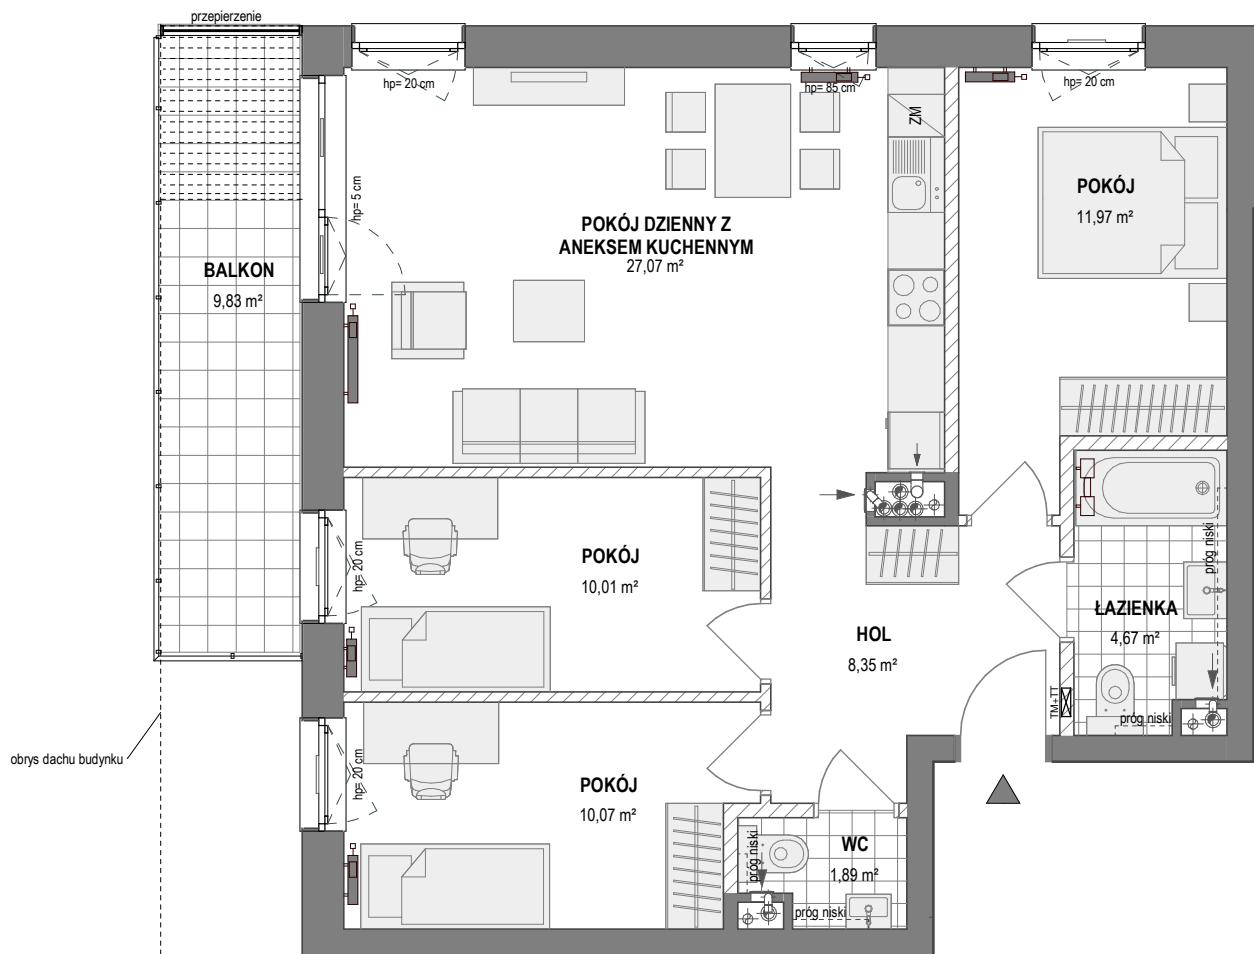 przepierzenie
hp= 20 cm
hp= 85 cm
hp= 20 cm
ZM
hp= 5 cm
POKÓJ
11,97 m²
POKÓJ DZIENNY Z
ANEKSEM KUCHENNYM
27,07 m²
BALKON
9,83 m²
POKÓJ
10,01 m²
hp= 20 cm
próg niski
ŁAZIENKA
4,67 m²
HOL
8,35 m²
TM+TT
próg niski
obrys dachu budynku
hp= 20 cm
POKÓJ
10,07 m²
WC
1,89 m²
próg niski
próg niski